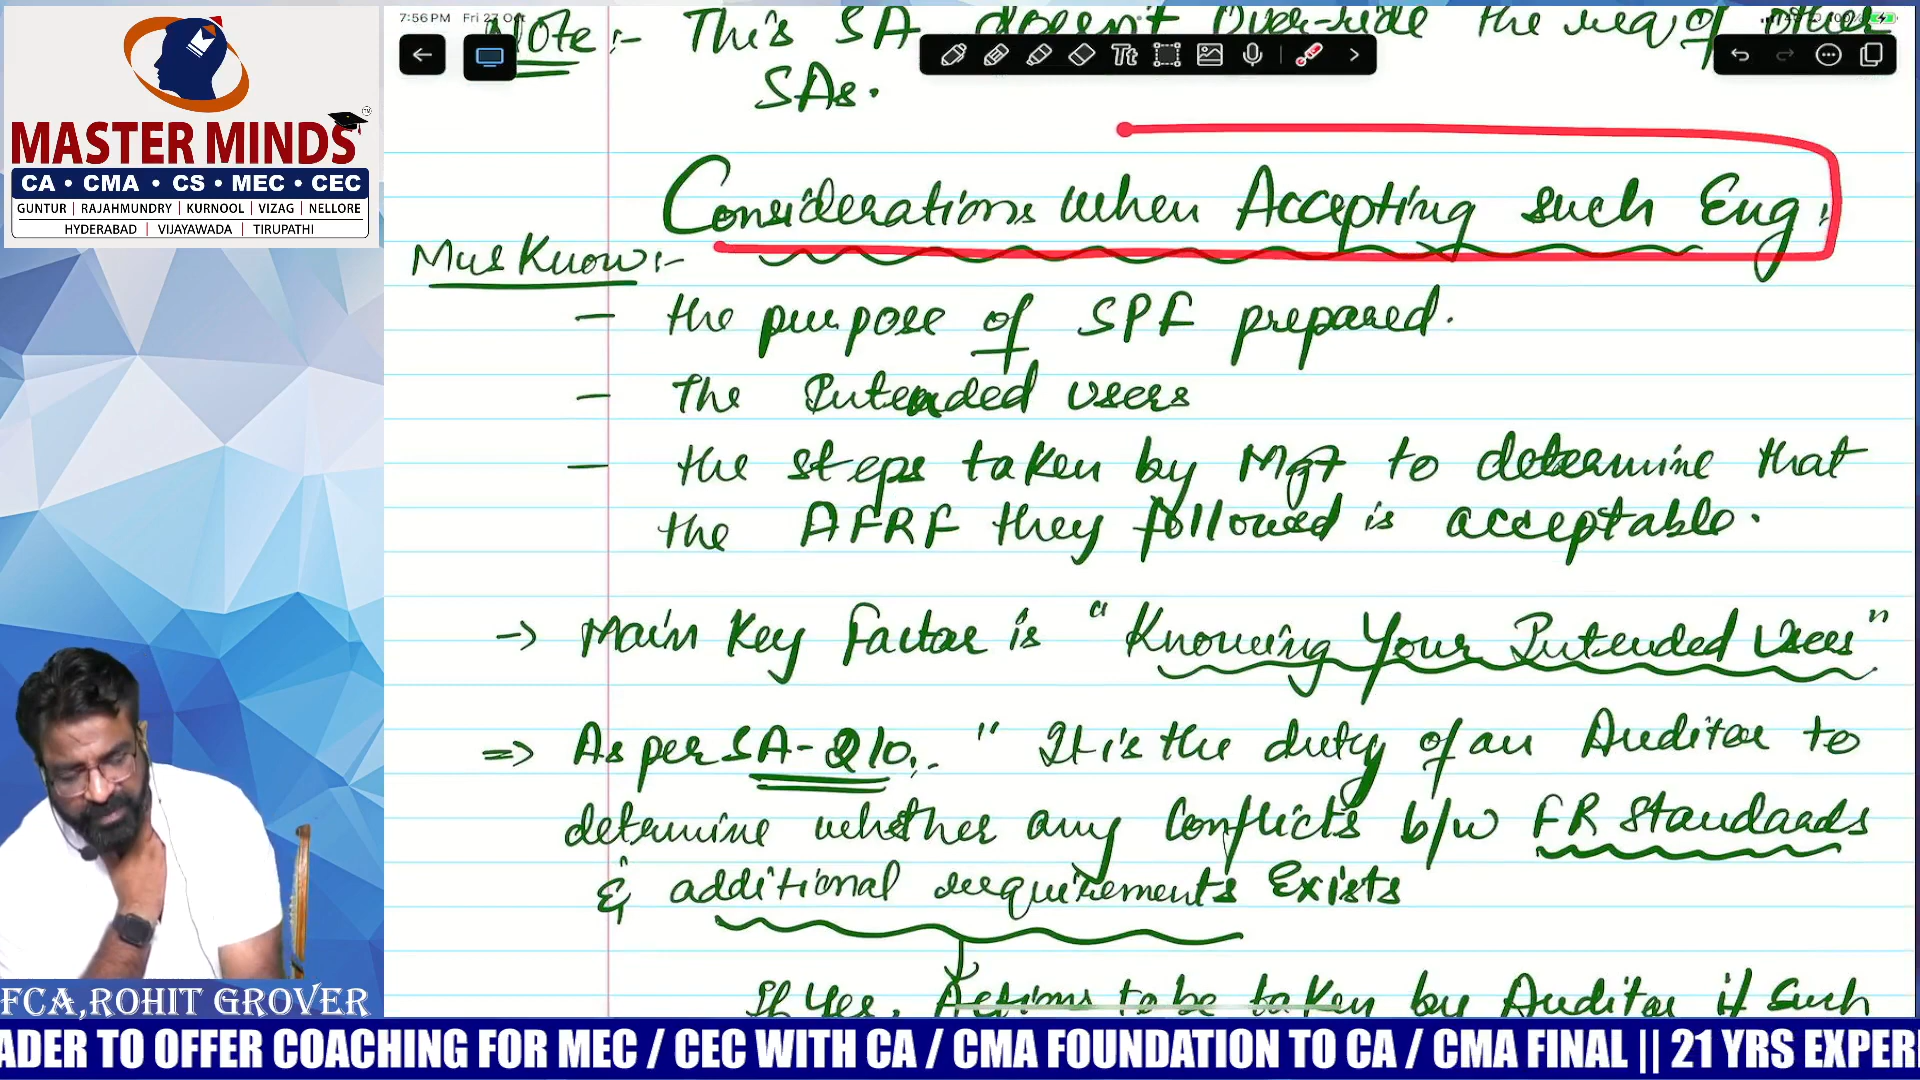 7:56 PM Fri 27 Oct
Note :- This SA doesn't Over-ride the req of other
SAs.
MASTER MINDS
CA • CMA • CS • MEC • CEC
GUNTUR | RAJAHMUNDRY | KURNOOL | VIZAG | NELLORE
HYDERABAD | VIJAYAWADA | TIRUPATHI
Considerations when Accepting such Eng:
Mus Know:-
- the purpose of SPF prepared.
- The Intended users
- the steps taken by Mgt to determine that
the AFRF they followed is acceptable.
→ Main Key Factor is "Knowing Your Intended Users"
⇒ As per SA-210,. " It is the duty of an Auditor to
determine whether any Conflicts b/w FR Standards
& additional requirements Exists
If Yes, Actions to be taken by Auditor if such
FCA,ROHIT GROVER
ADER TO OFFER COACHING FOR MEC / CEC WITH CA / CMA FOUNDATION TO CA / CMA FINAL || 21 YRS EXPER